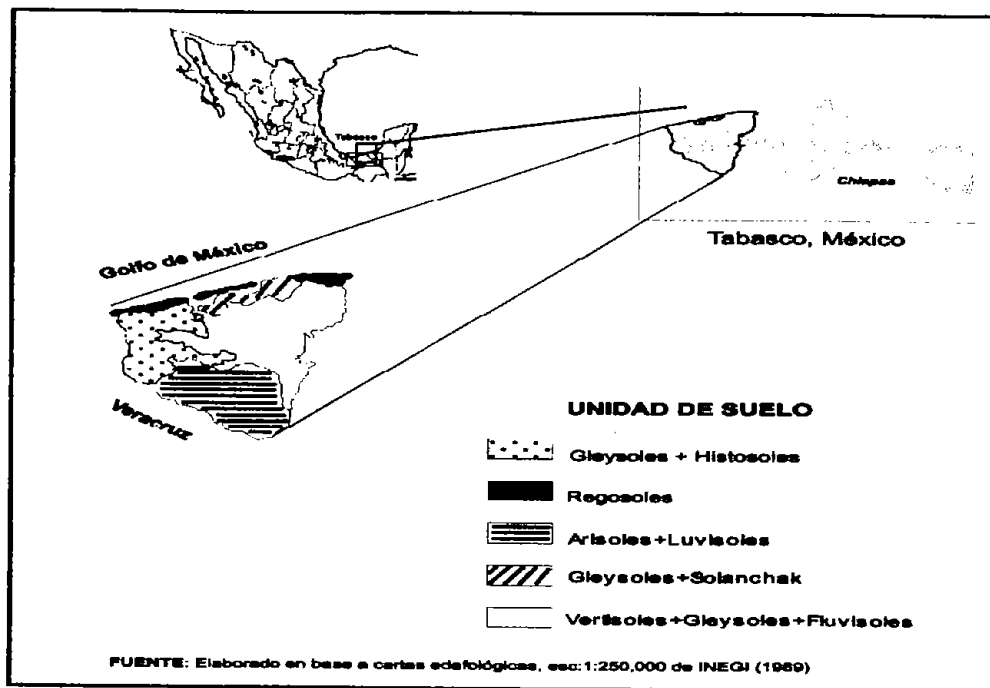 Tabasco
Chiapas
Tabasco, México
Golfo de México
Veracruz
UNIDAD DE SUELO
Gleysoles + Histosoles
Regosoles
Arisoles+Luvisoles
Gleysoles+Solanchak
Vertisoles+Gleysoles+Fluvisoles
FUENTE: Elaborado en base a cartas edafológicas, esc:1:250,000 de INEGI (1989)